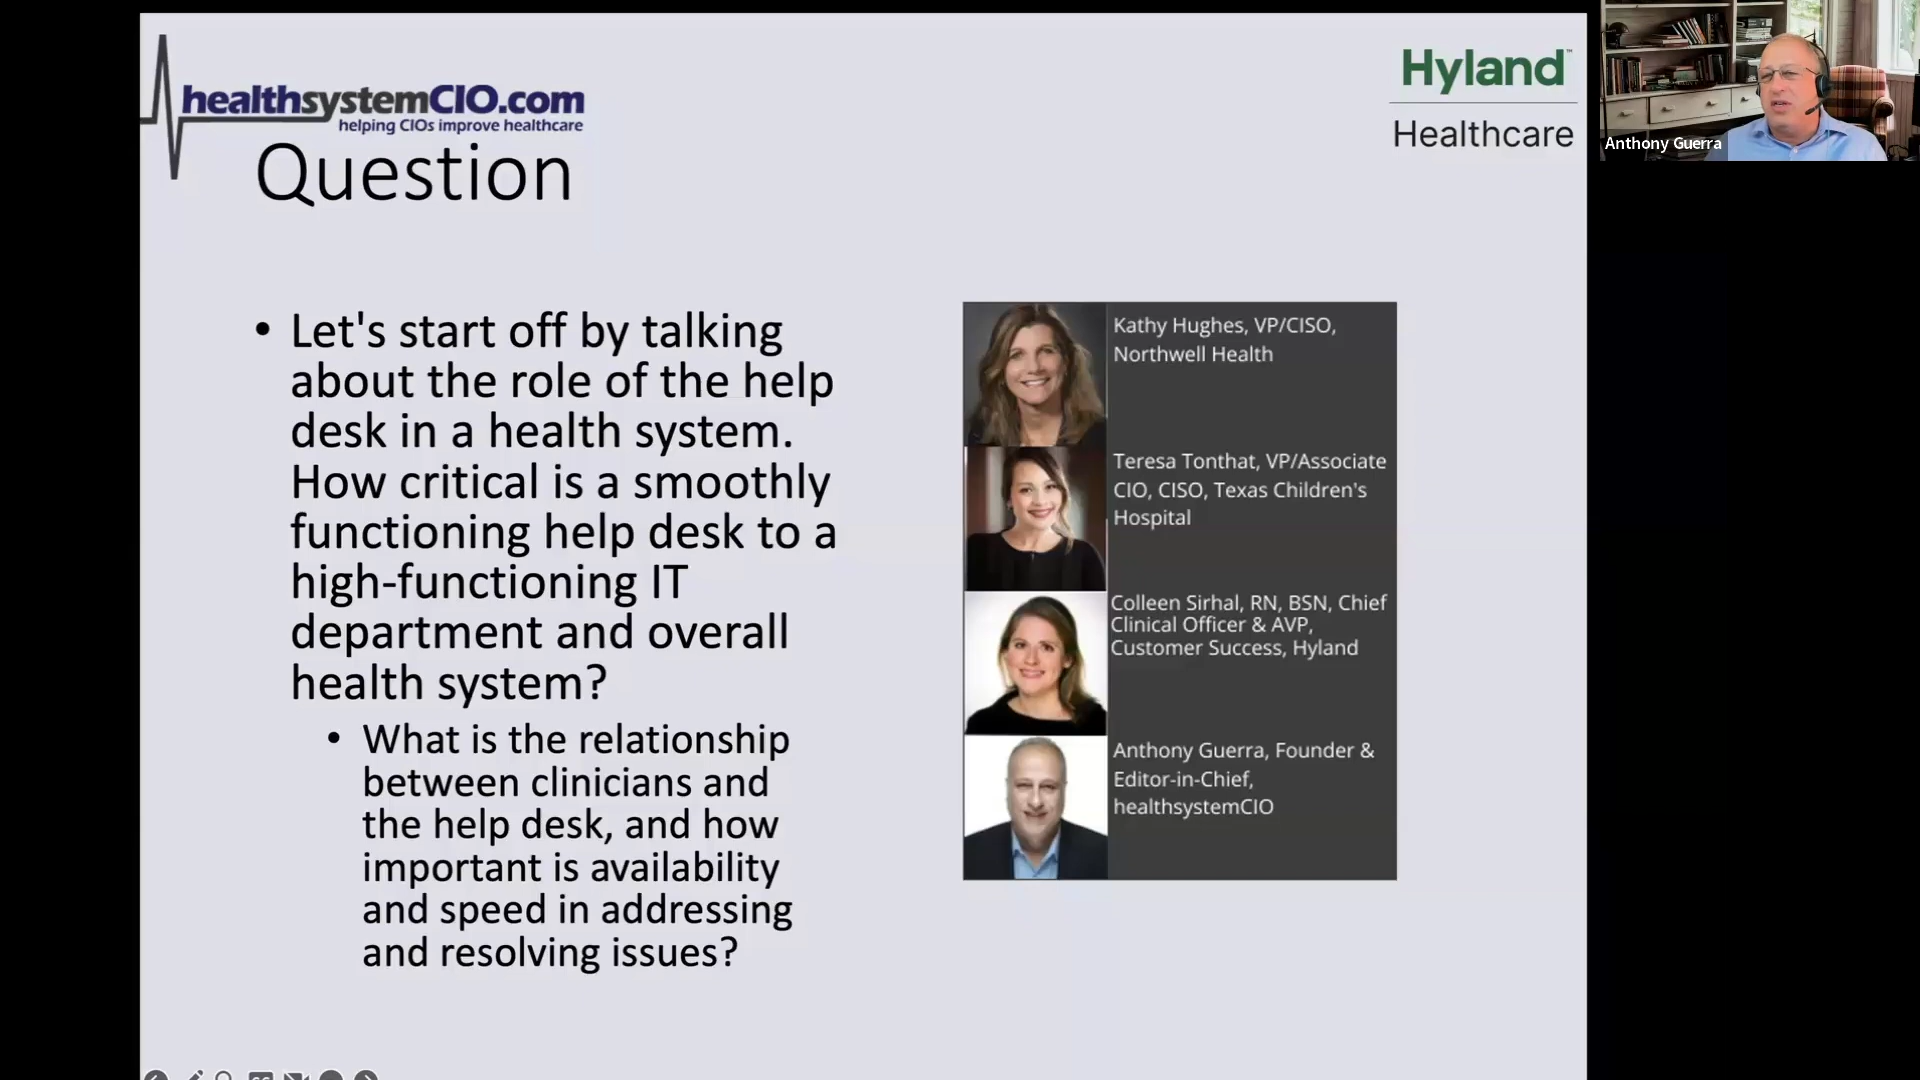 healthsystemCIO.com
helping CIOs improve healthcare
Question
Hyland™
Healthcare
Anthony Guerra
• Let's start off by talking
about the role of the help
desk in a health system.
How critical is a smoothly
functioning help desk to a
high-functioning IT
department and overall
health system?
• What is the relationship
between clinicians and
the help desk, and how
important is availability
and speed in addressing
and resolving issues?
Kathy Hughes, VP/CISO,
Northwell Health
Teresa Tonthat, VP/Associate
CIO, CISO, Texas Children's
Hospital
Colleen Sirhal, RN, BSN, Chief
Clinical Officer & AVP,
Customer Success, Hyland
Anthony Guerra, Founder &
Editor-in-Chief,
healthsystemCIO